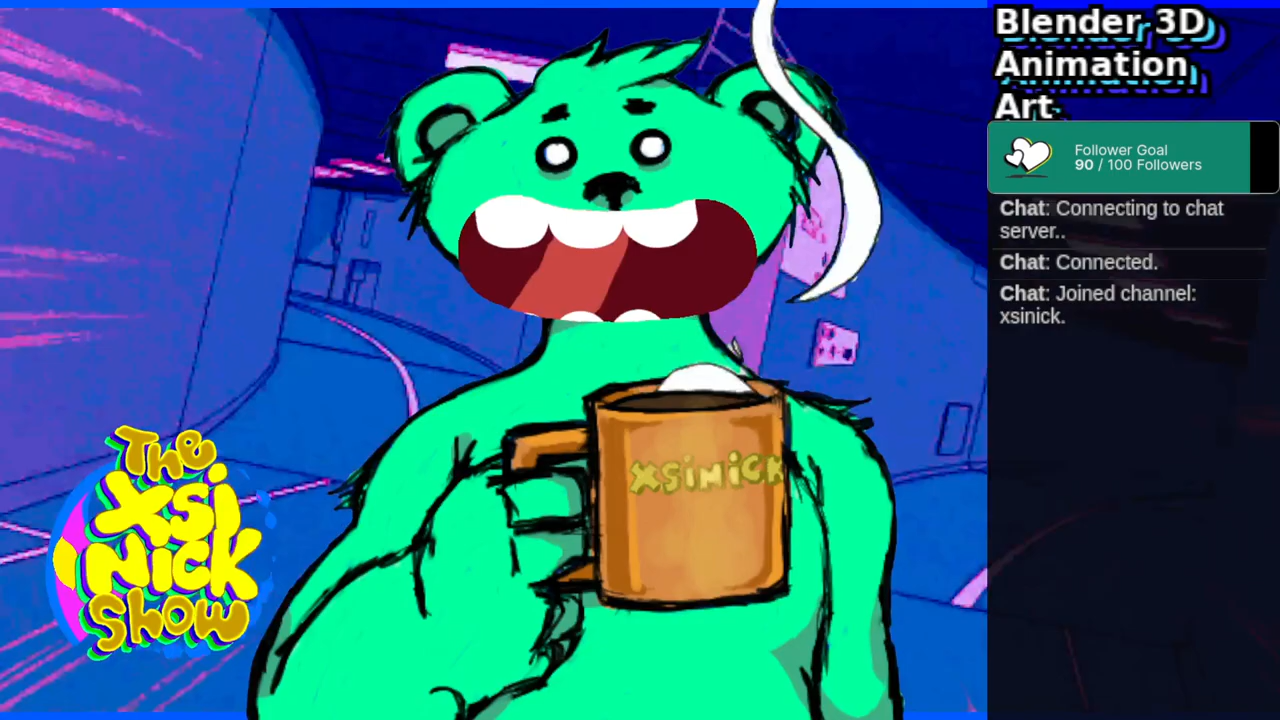 Blender 3D
Animation
Art
Follower Goal
90 / 100 Followers
Chat: Connecting to chat
server..
Chat: Connected.
Chat: Joined channel:
xsinick.
XSiNiCK
The
XSi
NiCK
Show